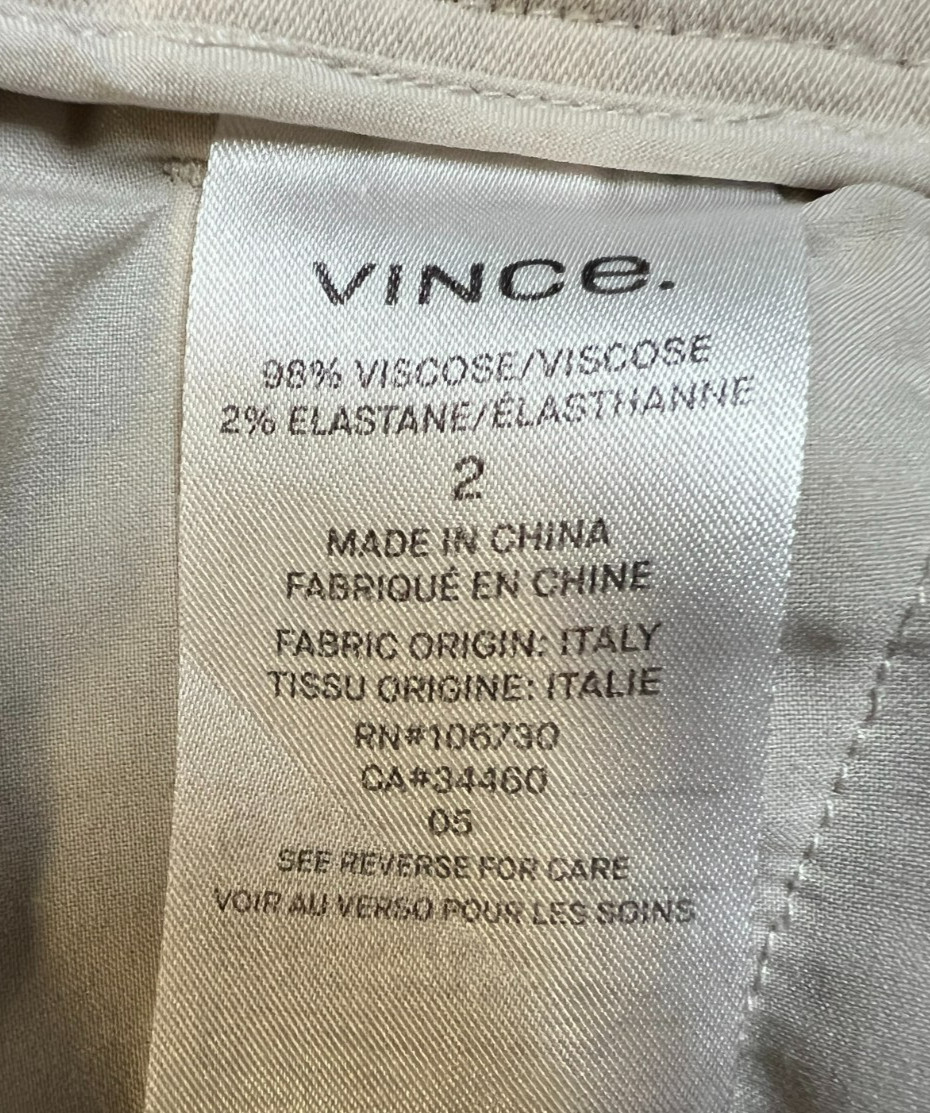 VINCe.
98% VISCOSE/VISCOSE
2% ELASTANE/ÉLASTHANNE
2
MADE IN CHINA
FABRIQUÉ EN CHINE
FABRIC ORIGIN: ITALY
TISSU ORIGINE: ITALIE
RN#106730
CA#34460
05
SEE REVERSE FOR CARE
VOIR AU VERSO POUR LES SOINS